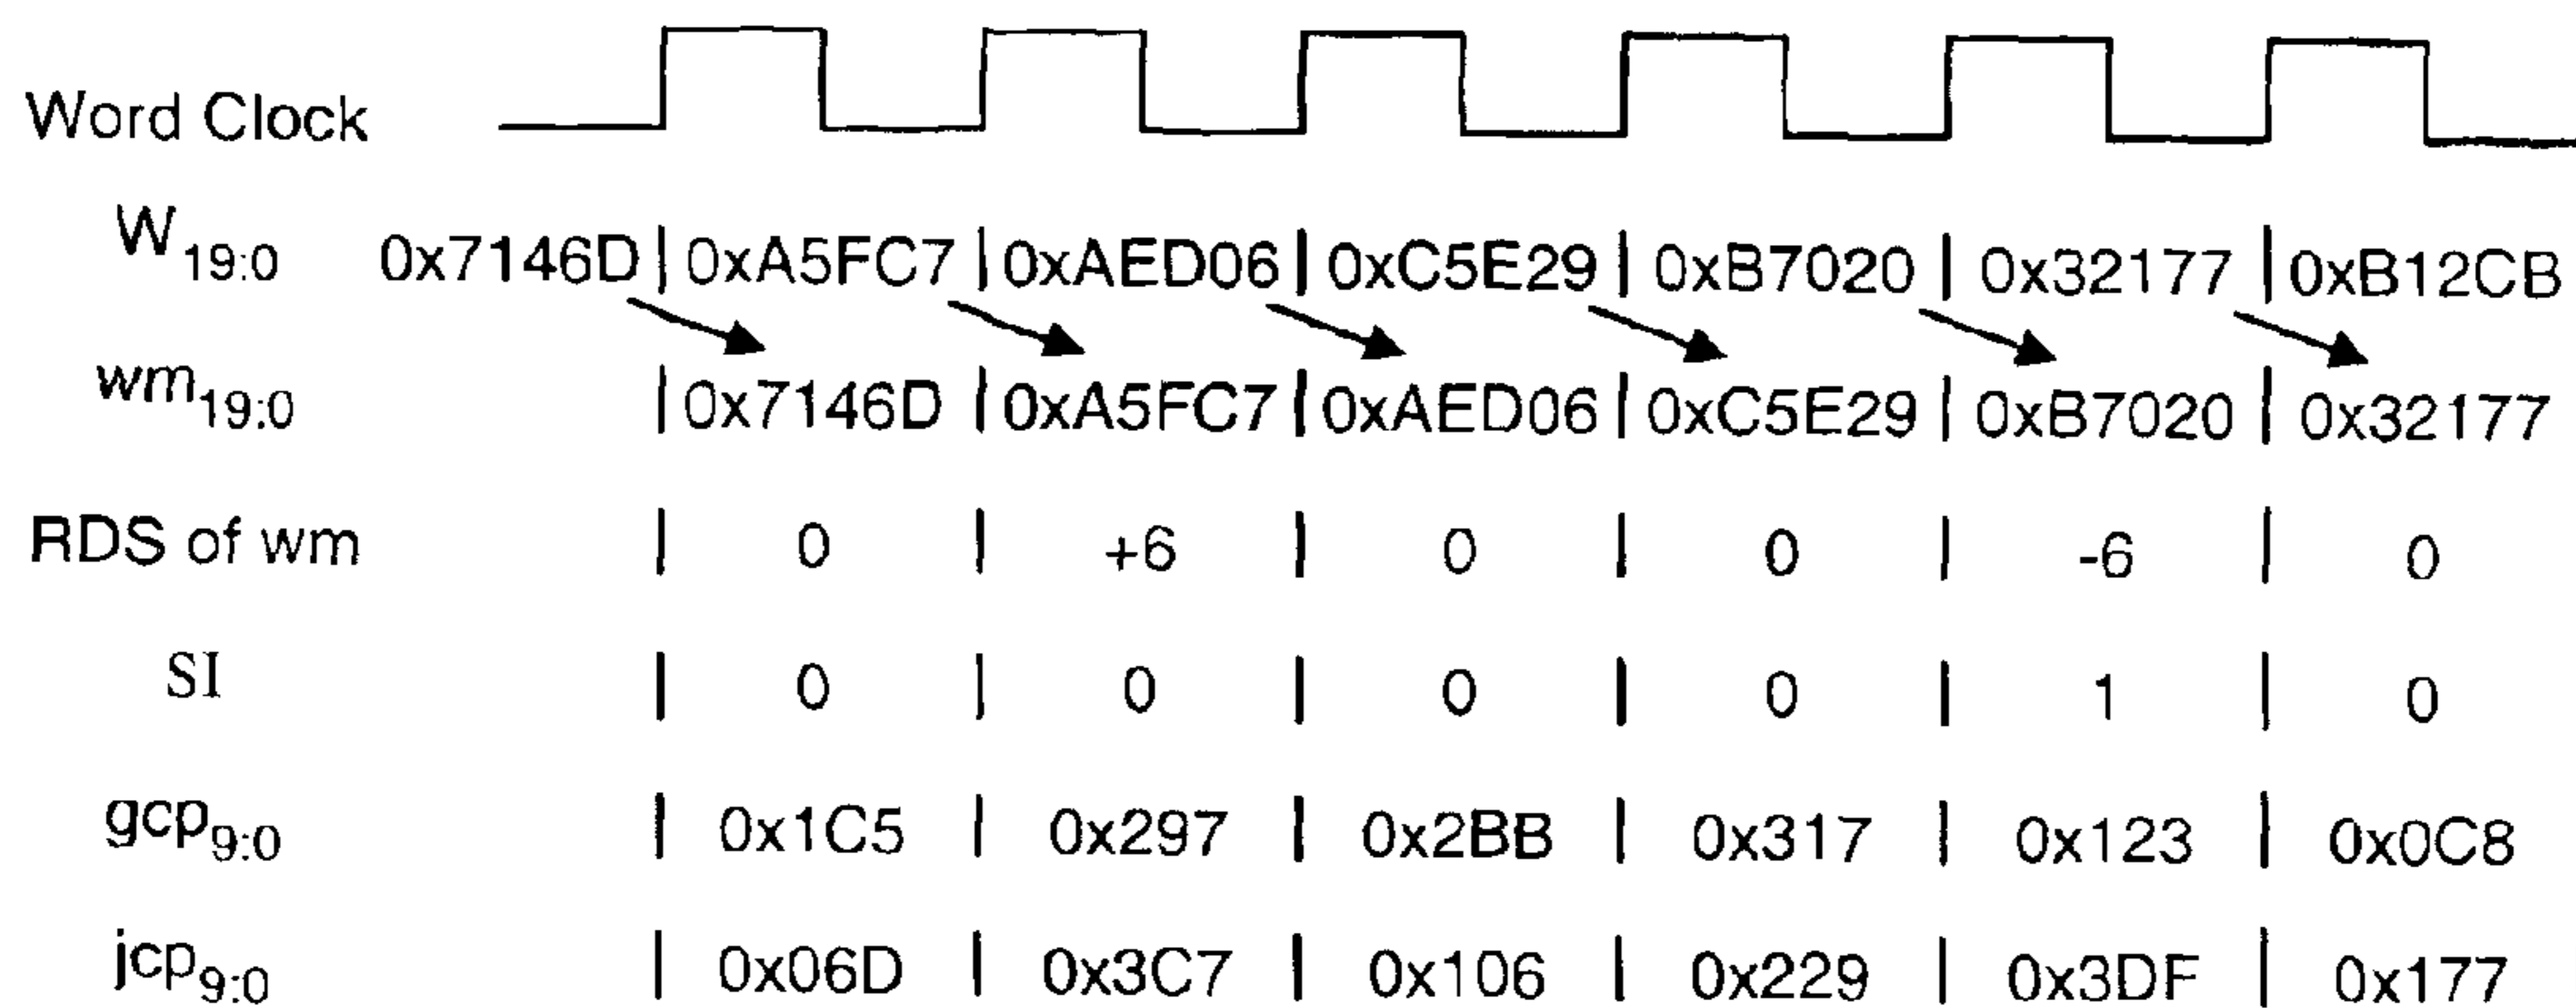 Word Clock
W19:0 0x7146D | 0xA5FC7 | 0xAED06 | 0xC5E29 | 0xB7020 | 0x32177 | 0xB12CB
wm19:0 | 0x7146D | 0xA5FC7 | 0xAED06 | 0xC5E29 | 0xB7020 | 0x32177
RDS of wm | 0 | +6 | 0 | 0 | -6 | 0
SI | 0 | 0 | 0 | 0 | 1 | 0
gcp9:0 | 0x1C5 | 0x297 | 0x2BB | 0x317 | 0x123 | 0x0C8
jcp9:0 | 0x06D | 0x3C7 | 0x106 | 0x229 | 0x3DF | 0x177